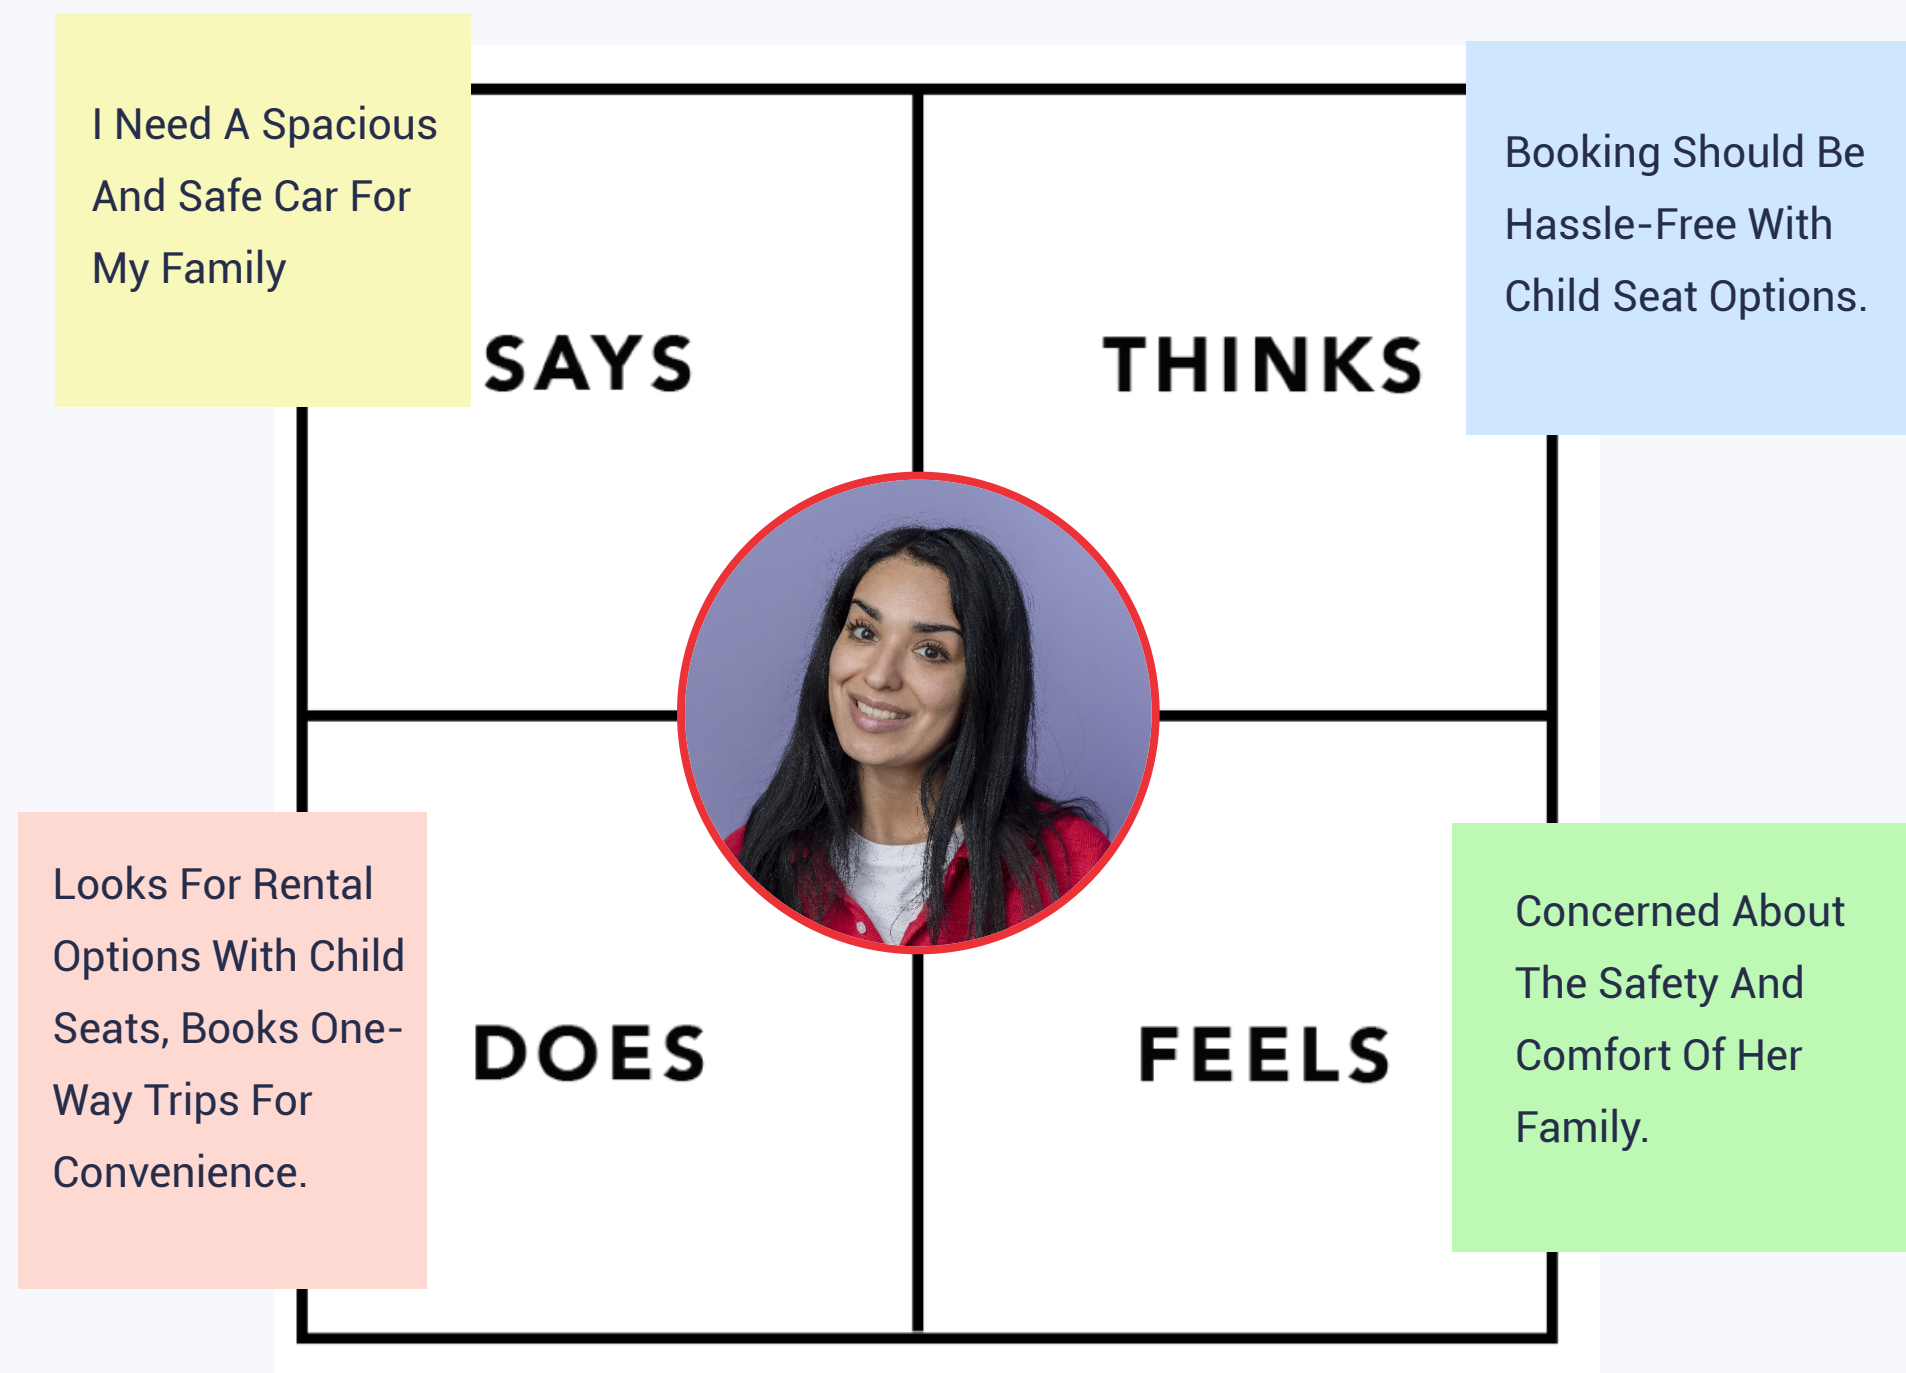 I Need A Spacious
And Safe Car For
My Family
SAYS
Booking Should Be
Hassle-Free With
Child Seat Options.
THINKS
Looks For Rental
Options With Child
Seats, Books One-
Way Trips For
Convenience.
DOES
Concerned About
The Safety And
Comfort Of Her
Family.
FEELS